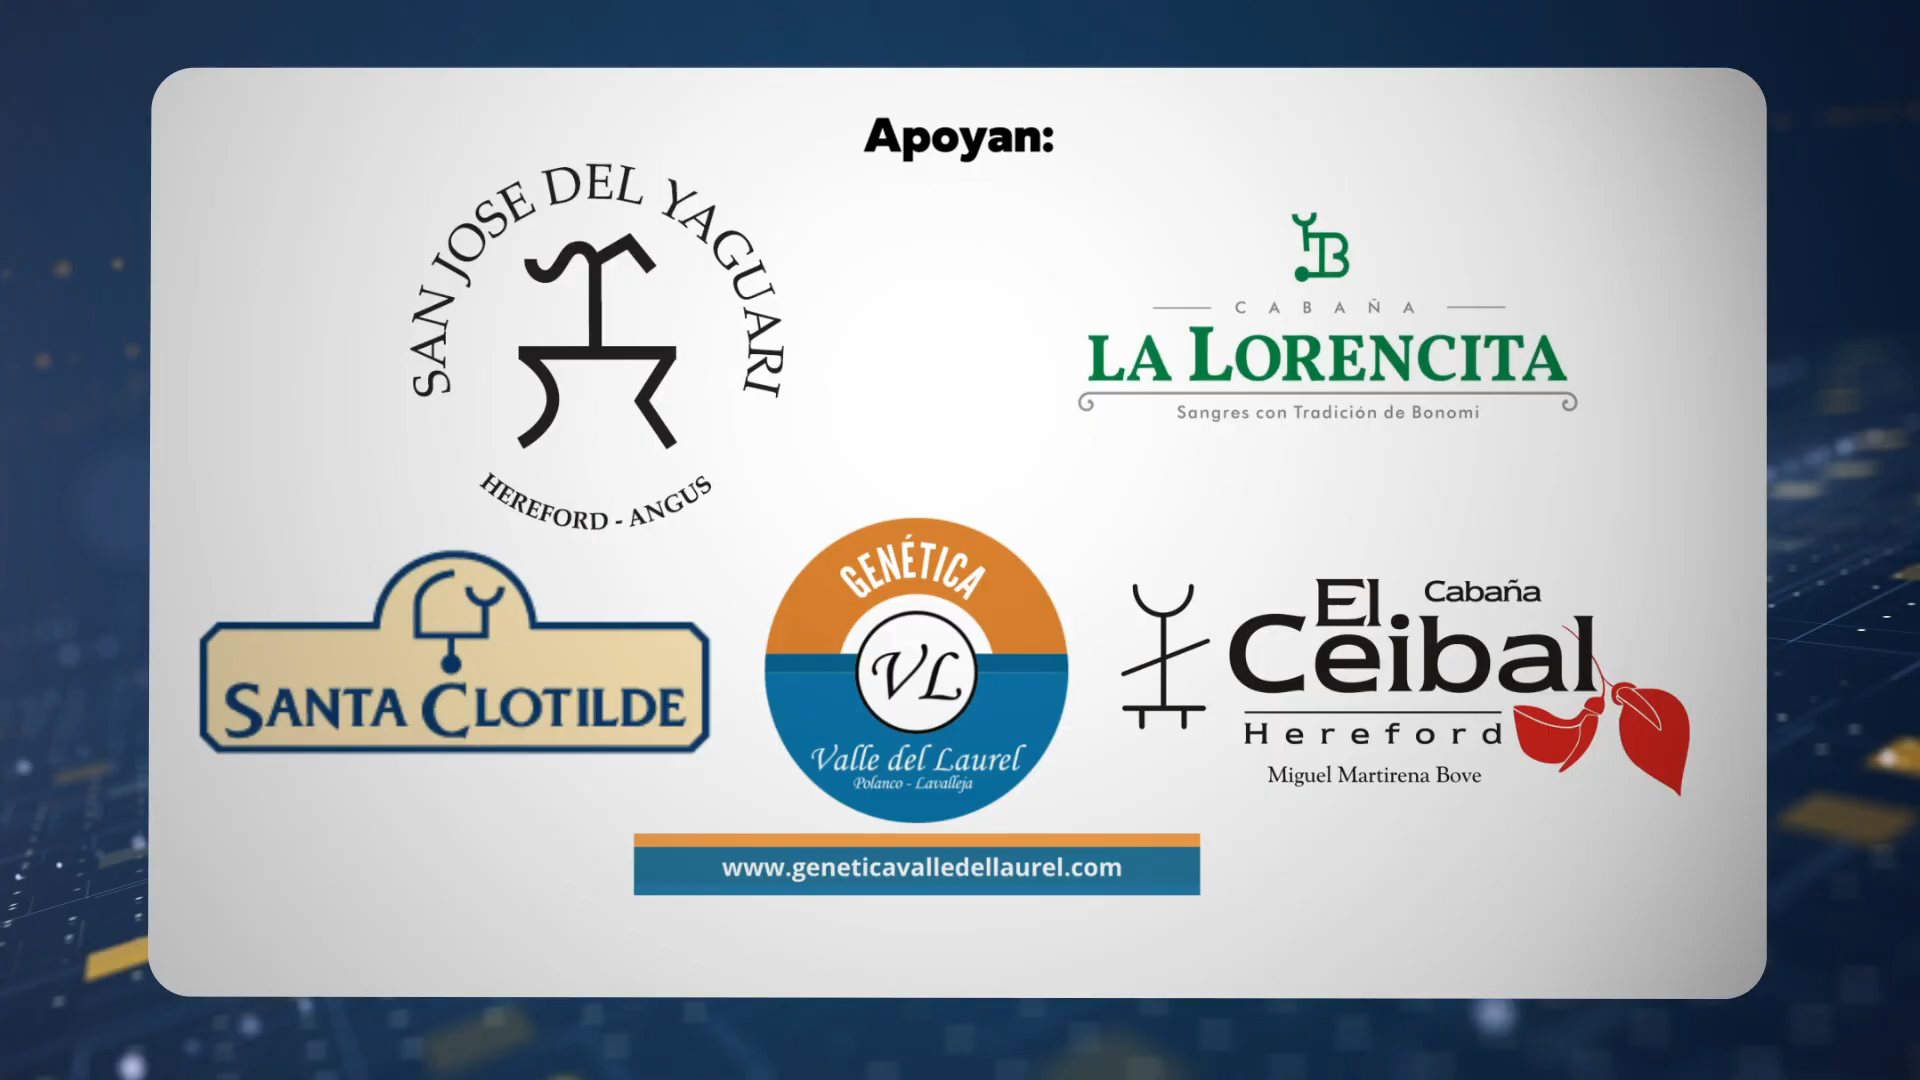 Apoyan:
SAN JOSE DEL YAGUARI
HEREFORD - ANGUS
CABAÑA
LA LORENCITA
Sangres con Tradición de Bonomi
SANTA CLOTILDE
GENÉTICA
VL
Valle del Laurel
Polanco - Lavalleja
www.geneticavalledellaurel.com
El Cabaña
Ceibal
Hereford
Miguel Martirena Bove